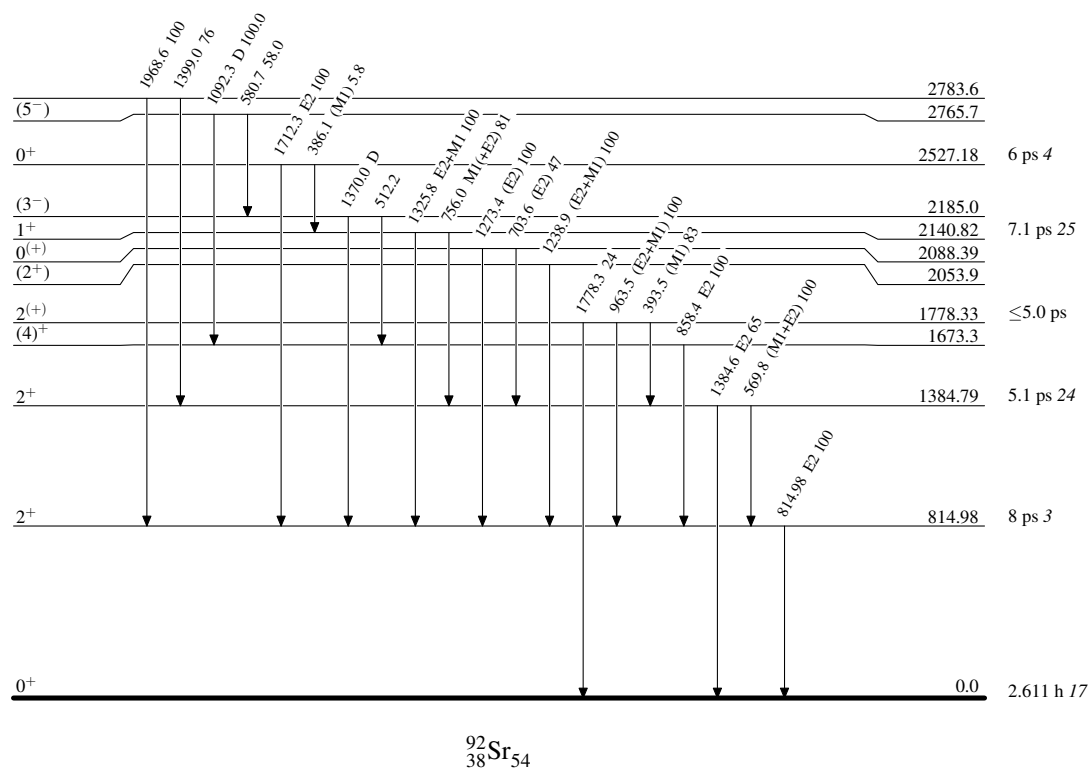 1968.6 100
1399.0 76
1092.3 D 100.0
580.7 58.0
1712.3 E2 100
386.1 (M1) 5.8
1370.0 D
512.2
1325.8 E2+M1 100
756.0 M1(+E2) 81
1273.4 (E2) 100
703.6 (E2) 47
1238.9 (E2+M1) 100
1778.3 24
963.5 (E2+M1) 100
393.5 (M1) 83
858.4 E2 100
1384.6 E2 65
569.8 (M1+E2) 100
814.98 E2 100
2783.6
(5⁻) 2765.7
0⁺ 2527.18 6 ps 4
(3⁻) 2185.0
1⁺ 2140.82 7.1 ps 25
0⁽⁺⁾ 2088.39
(2⁺) 2053.9
2⁽⁺⁾ 1778.33 ≤5.0 ps
(4)⁺ 1673.3
2⁺ 1384.79 5.1 ps 24
2⁺ 814.98 8 ps 3
0⁺ 0.0 2.611 h 17
⁹²₃₈Sr₅₄